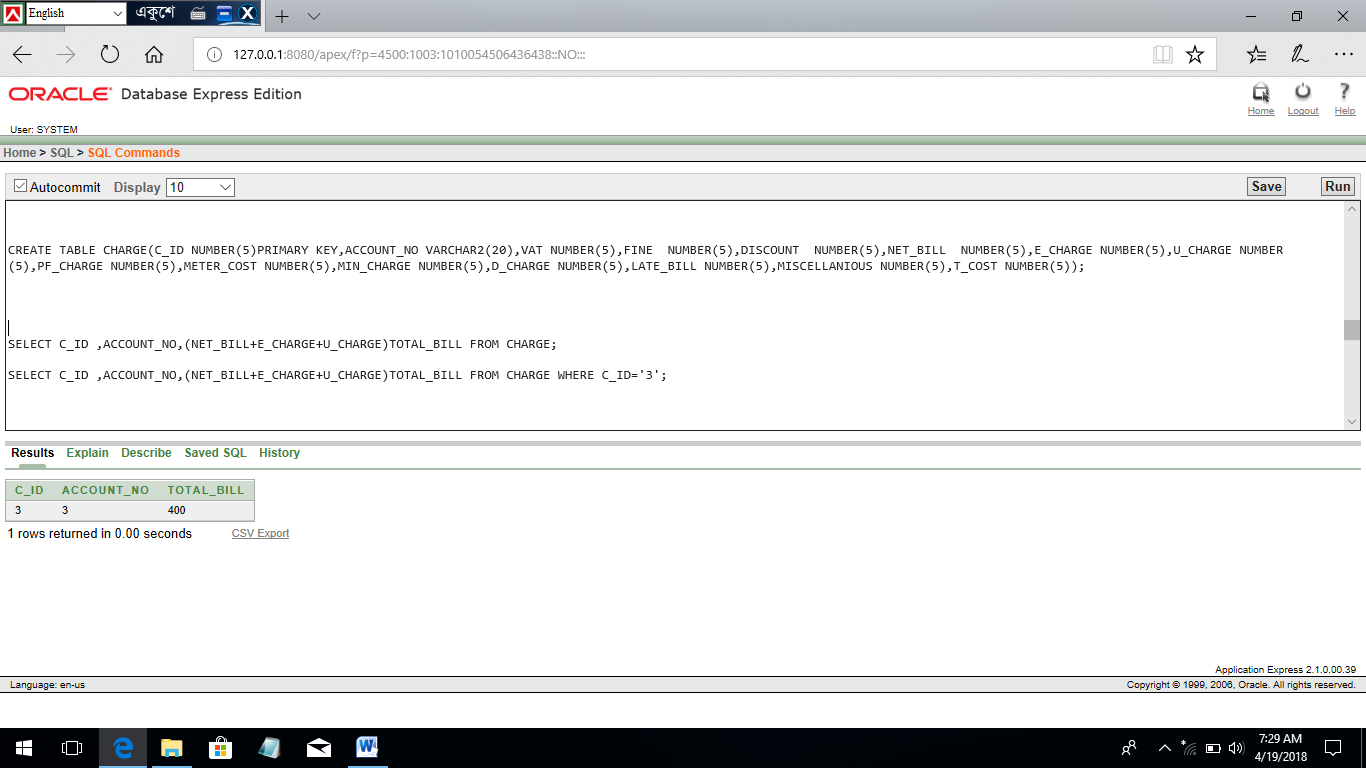 English
একুশে
127.0.0.1:8080/apex/f?p=4500:1003:1010054506436438::NO:::
ORACLE Database Express Edition
Home Logout Help
User: SYSTEM
Home > SQL > SQL Commands
Autocommit Display 10 Save Run
CREATE TABLE CHARGE(C_ID NUMBER(5)PRIMARY KEY,ACCOUNT_NO VARCHAR2(20),VAT NUMBER(5),FINE  NUMBER(5),DISCOUNT  NUMBER(5),NET_BILL  NUMBER(5),E_CHARGE NUMBER(5),U_CHARGE NUMBER
(5),PF_CHARGE NUMBER(5),METER_COST NUMBER(5),MIN_CHARGE NUMBER(5),D_CHARGE NUMBER(5),LATE_BILL NUMBER(5),MISCELLANIOUS NUMBER(5),T_COST NUMBER(5));
SELECT C_ID ,ACCOUNT_NO,(NET_BILL+E_CHARGE+U_CHARGE)TOTAL_BILL FROM CHARGE;
SELECT C_ID ,ACCOUNT_NO,(NET_BILL+E_CHARGE+U_CHARGE)TOTAL_BILL FROM CHARGE WHERE C_ID='3';
Results Explain Describe Saved SQL History
C_ID ACCOUNT_NO TOTAL_BILL
3 3 400
1 rows returned in 0.00 seconds CSV Export
Application Express 2.1.0.00.39
Language: en-us Copyright © 1999, 2006, Oracle. All rights reserved.
7:29 AM
4/19/2018